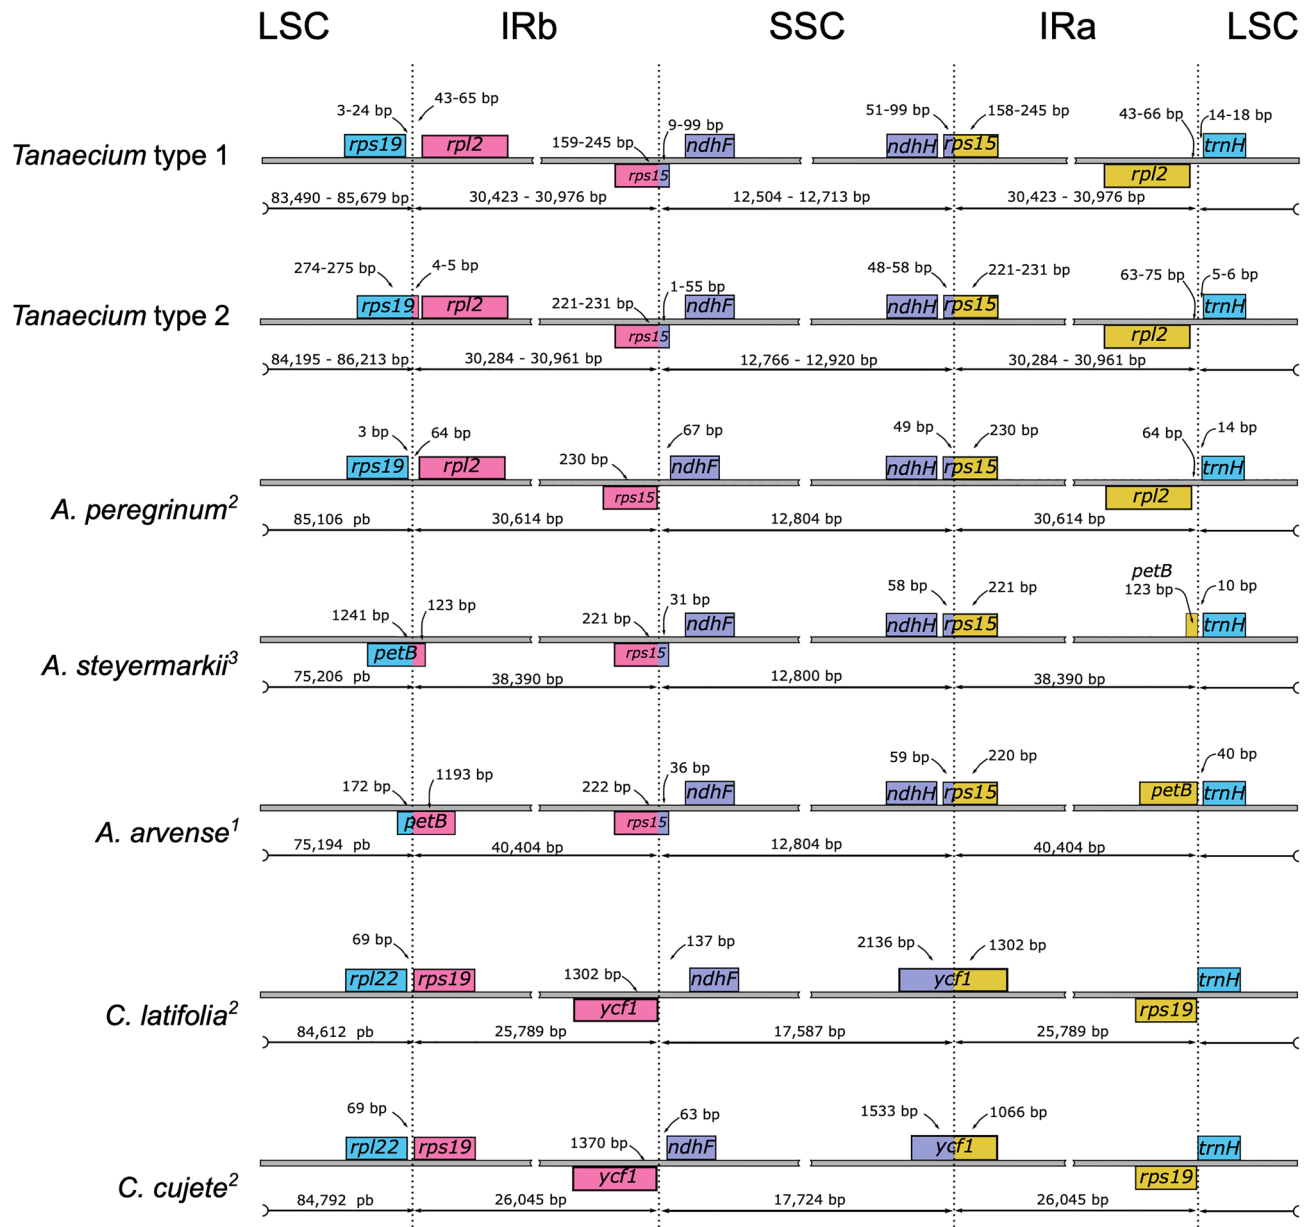 LSC IRb SSC IRa LSC
3-24 bp 43-65 bp 9-99 bp 51-99 bp 158-245 bp 43-66 bp 14-18 bp
159-245 bp
Tanaecium type 1 rps19 rpl2 ndhF ndhH rps15 trnH
rps15 rpl2
83,490 - 85,679 bp 30,423 - 30,976 bp 12,504 - 12,713 bp 30,423 - 30,976 bp
274-275 bp 4-5 bp 1-55 bp 48-58 bp 221-231 bp 63-75 bp 5-6 bp
221-231 bp
Tanaecium type 2 rps19 rpl2 ndhF ndhH rps15 trnH
rps15 rpl2
84,195 - 86,213 bp 30,284 - 30,961 bp 12,766 - 12,920 bp 30,284 - 30,961 bp
3 bp 64 bp 67 bp 49 bp 230 bp 64 bp 14 bp
230 bp
rps19 rpl2 ndhF ndhH rps15 trnH
A. peregrinum2 rps15 rpl2
85,106 pb 30,614 bp 12,804 bp 30,614 bp
petB
1241 bp 123 bp 31 bp 58 bp 221 bp 123 bp 10 bp
221 bp
ndhF ndhH rps15 trnH
A. steyermarkii3 petB rps15
75,206 pb 38,390 bp 12,800 bp 38,390 bp
172 bp 1193 bp 36 bp 59 bp 220 bp 40 bp
222 bp
ndhF ndhH rps15 petB trnH
A. arvense1 petB rps15
75,194 pb 40,404 bp 12,804 bp 40,404 bp
69 bp 137 bp 2136 bp 1302 bp
1302 bp
rpl22 rps19 ndhF ycf1 trnH
C. latifolia2 ycf1 rps19
84,612 pb 25,789 bp 17,587 bp 25,789 bp
69 bp 63 bp 1533 bp 1066 bp
1370 bp
rpl22 rps19 ndhF ycf1 trnH
C. cujete2 ycf1 rps19
84,792 pb 26,045 bp 17,724 bp 26,045 bp